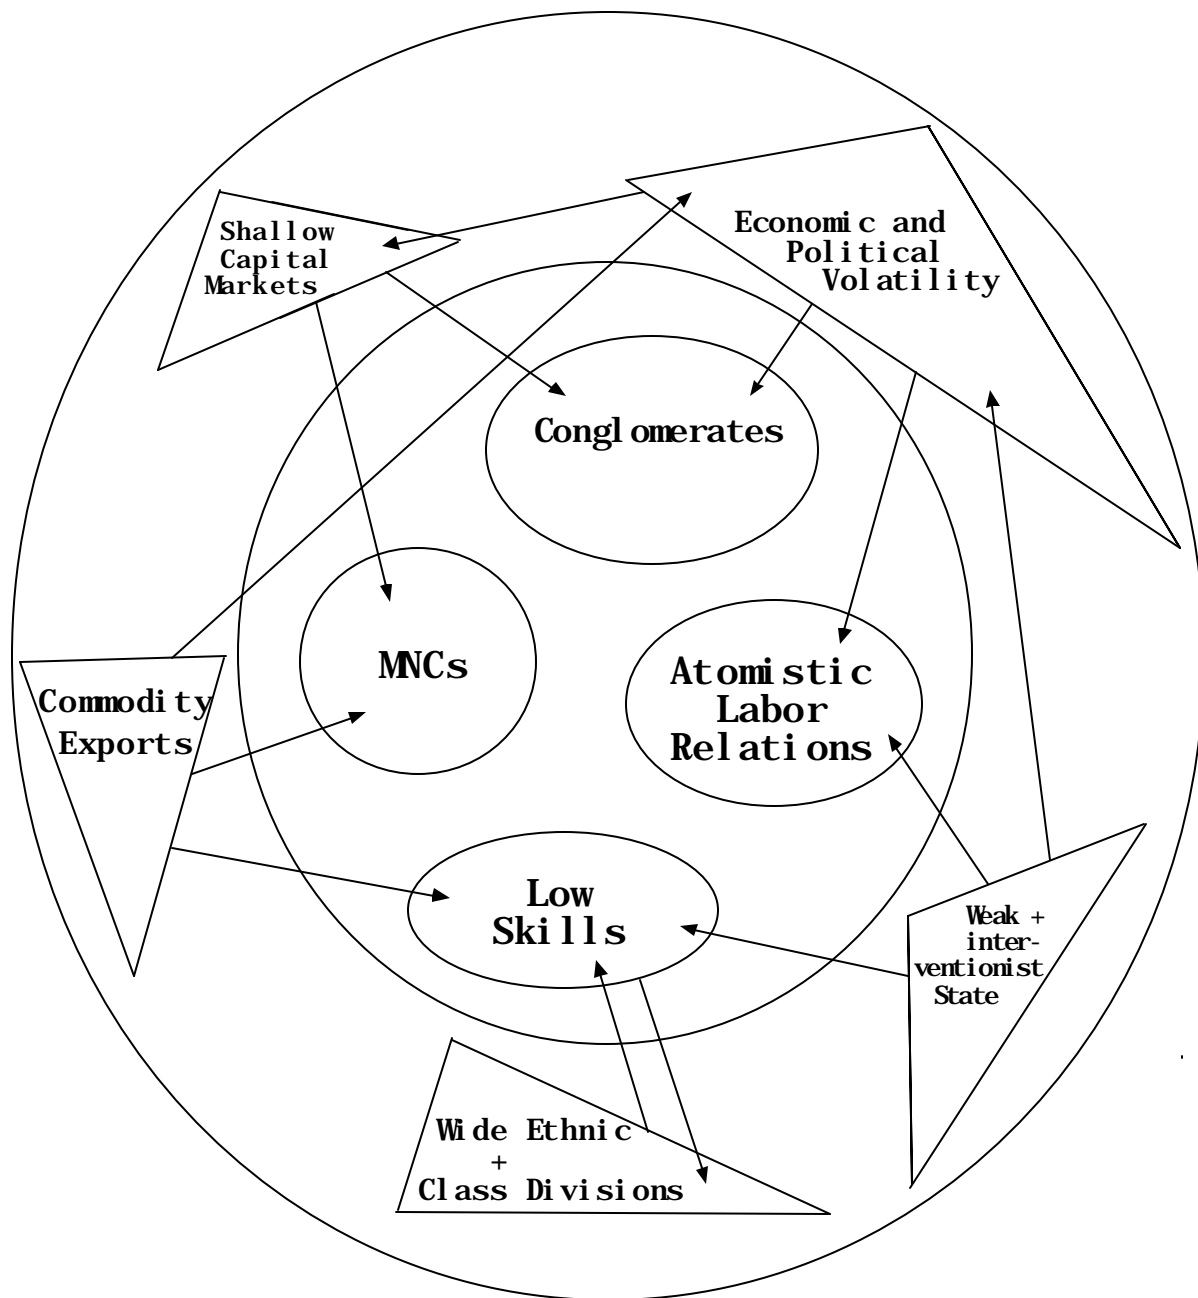 Shallow
Capital
Markets
Economic and
Political
Volatility
Conglomerates
MNCs
Commodity
Exports
Atomistic
Labor
Relations
Low
Skills
Weak +
inter-
ventionist
State
Wide Ethnic
+
Class Divisions